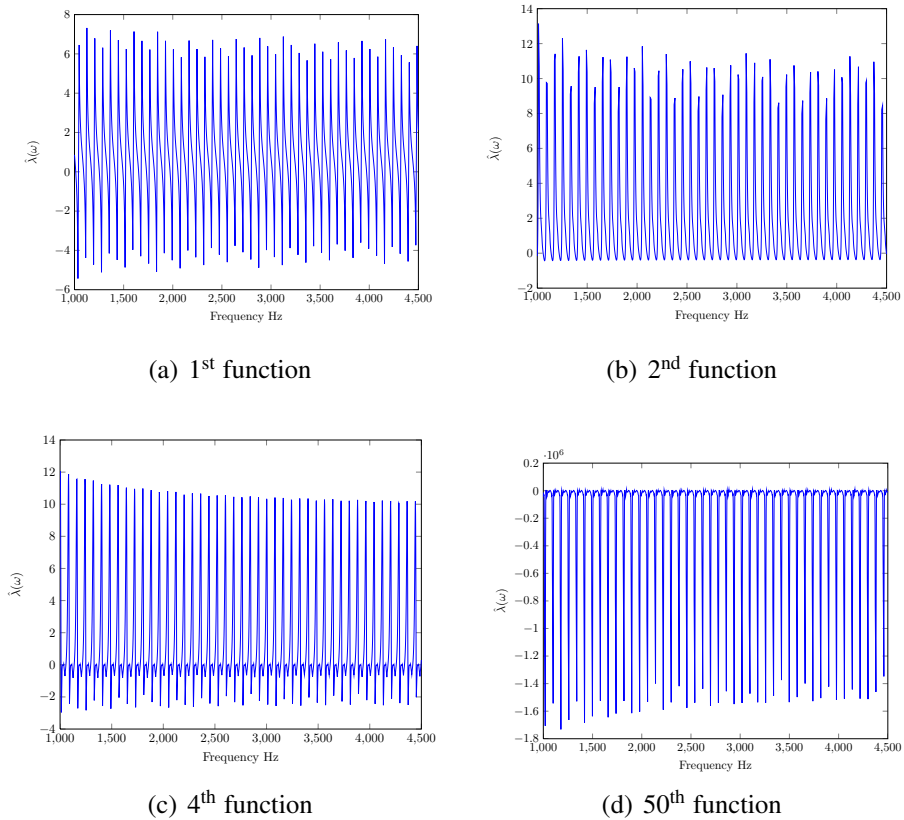 8
6
4
2
0
−2
−4
−6
1,000 1,500 2,000 2,500 3,000 3,500 4,000 4,500
Frequency Hz
λ̂(ω)
(a) 1st function
14
12
10
8
6
4
2
0
−2
1,000 1,500 2,000 2,500 3,000 3,500 4,000 4,500
Frequency Hz
λ̂(ω)
(b) 2nd function
14
12
10
8
6
4
2
0
−2
−4
1,000 1,500 2,000 2,500 3,000 3,500 4,000 4,500
Frequency Hz
λ̂(ω)
(c) 4th function
·10⁶
0.2
0
−0.2
−0.4
−0.6
−0.8
−1
−1.2
−1.4
−1.6
−1.8
1,000 1,500 2,000 2,500 3,000 3,500 4,000 4,500
Frequency Hz
λ̂(ω)
(d) 50th function